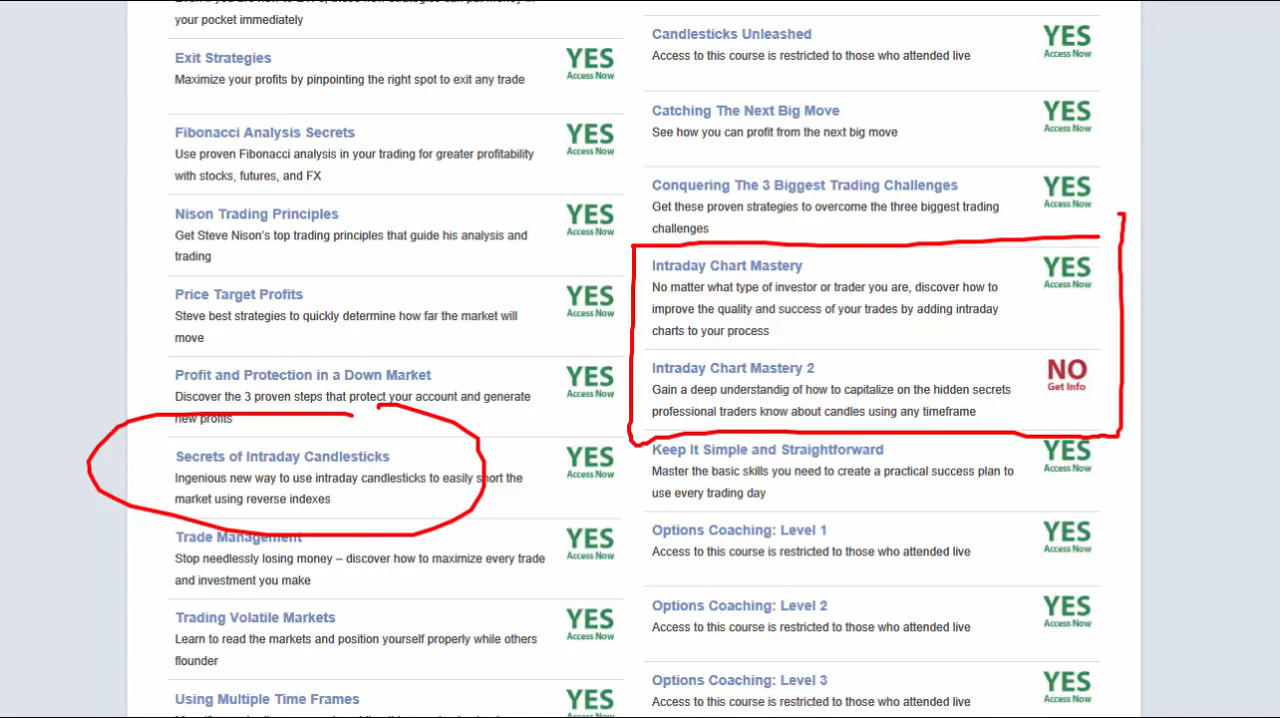 your pocket immediately
Exit Strategies
YES
Maximize your profits by pinpointing the right spot to exit any trade
Access Now
Fibonacci Analysis Secrets
YES
Use proven Fibonacci analysis in your trading for greater profitability
Access Now
with stocks, futures, and FX
Nison Trading Principles
YES
Get Steve Nison's top trading principles that guide his analysis and
Access Now
trading
Price Target Profits
YES
Steve best strategies to quickly determine how far the market will
Access Now
move
Profit and Protection in a Down Market
YES
Discover the 3 proven steps that protect your account and generate
Access Now
new profits
Secrets of Intraday Candlesticks
YES
Ingenious new way to use intraday candlesticks to easily short the
Access Now
market using reverse indexes
Trade Management
YES
Stop needlessly losing money – discover how to maximize every trade
Access Now
and investment you make
Trading Volatile Markets
YES
Learn to read the markets and position yourself properly while others
Access Now
flounder
Using Multiple Time Frames
YES
Access Now
Candlesticks Unleashed
YES
Access to this course is restricted to those who attended live
Access Now
Catching The Next Big Move
YES
See how you can profit from the next big move
Access Now
Conquering The 3 Biggest Trading Challenges
YES
Get these proven strategies to overcome the three biggest trading
Access Now
challenges
Intraday Chart Mastery
YES
No matter what type of investor or trader you are, discover how to
Access Now
improve the quality and success of your trades by adding intraday
charts to your process
Intraday Chart Mastery 2
NO
Gain a deep understandig of how to capitalize on the hidden secrets
Get Info
professional traders know about candles using any timeframe
Keep It Simple and Straightforward
YES
Master the basic skills you need to create a practical success plan to
Access Now
use every trading day
Options Coaching: Level 1
YES
Access to this course is restricted to those who attended live
Access Now
Options Coaching: Level 2
YES
Access to this course is restricted to those who attended live
Access Now
Options Coaching: Level 3
YES
Access to this course is restricted to those who attended live
Access Now